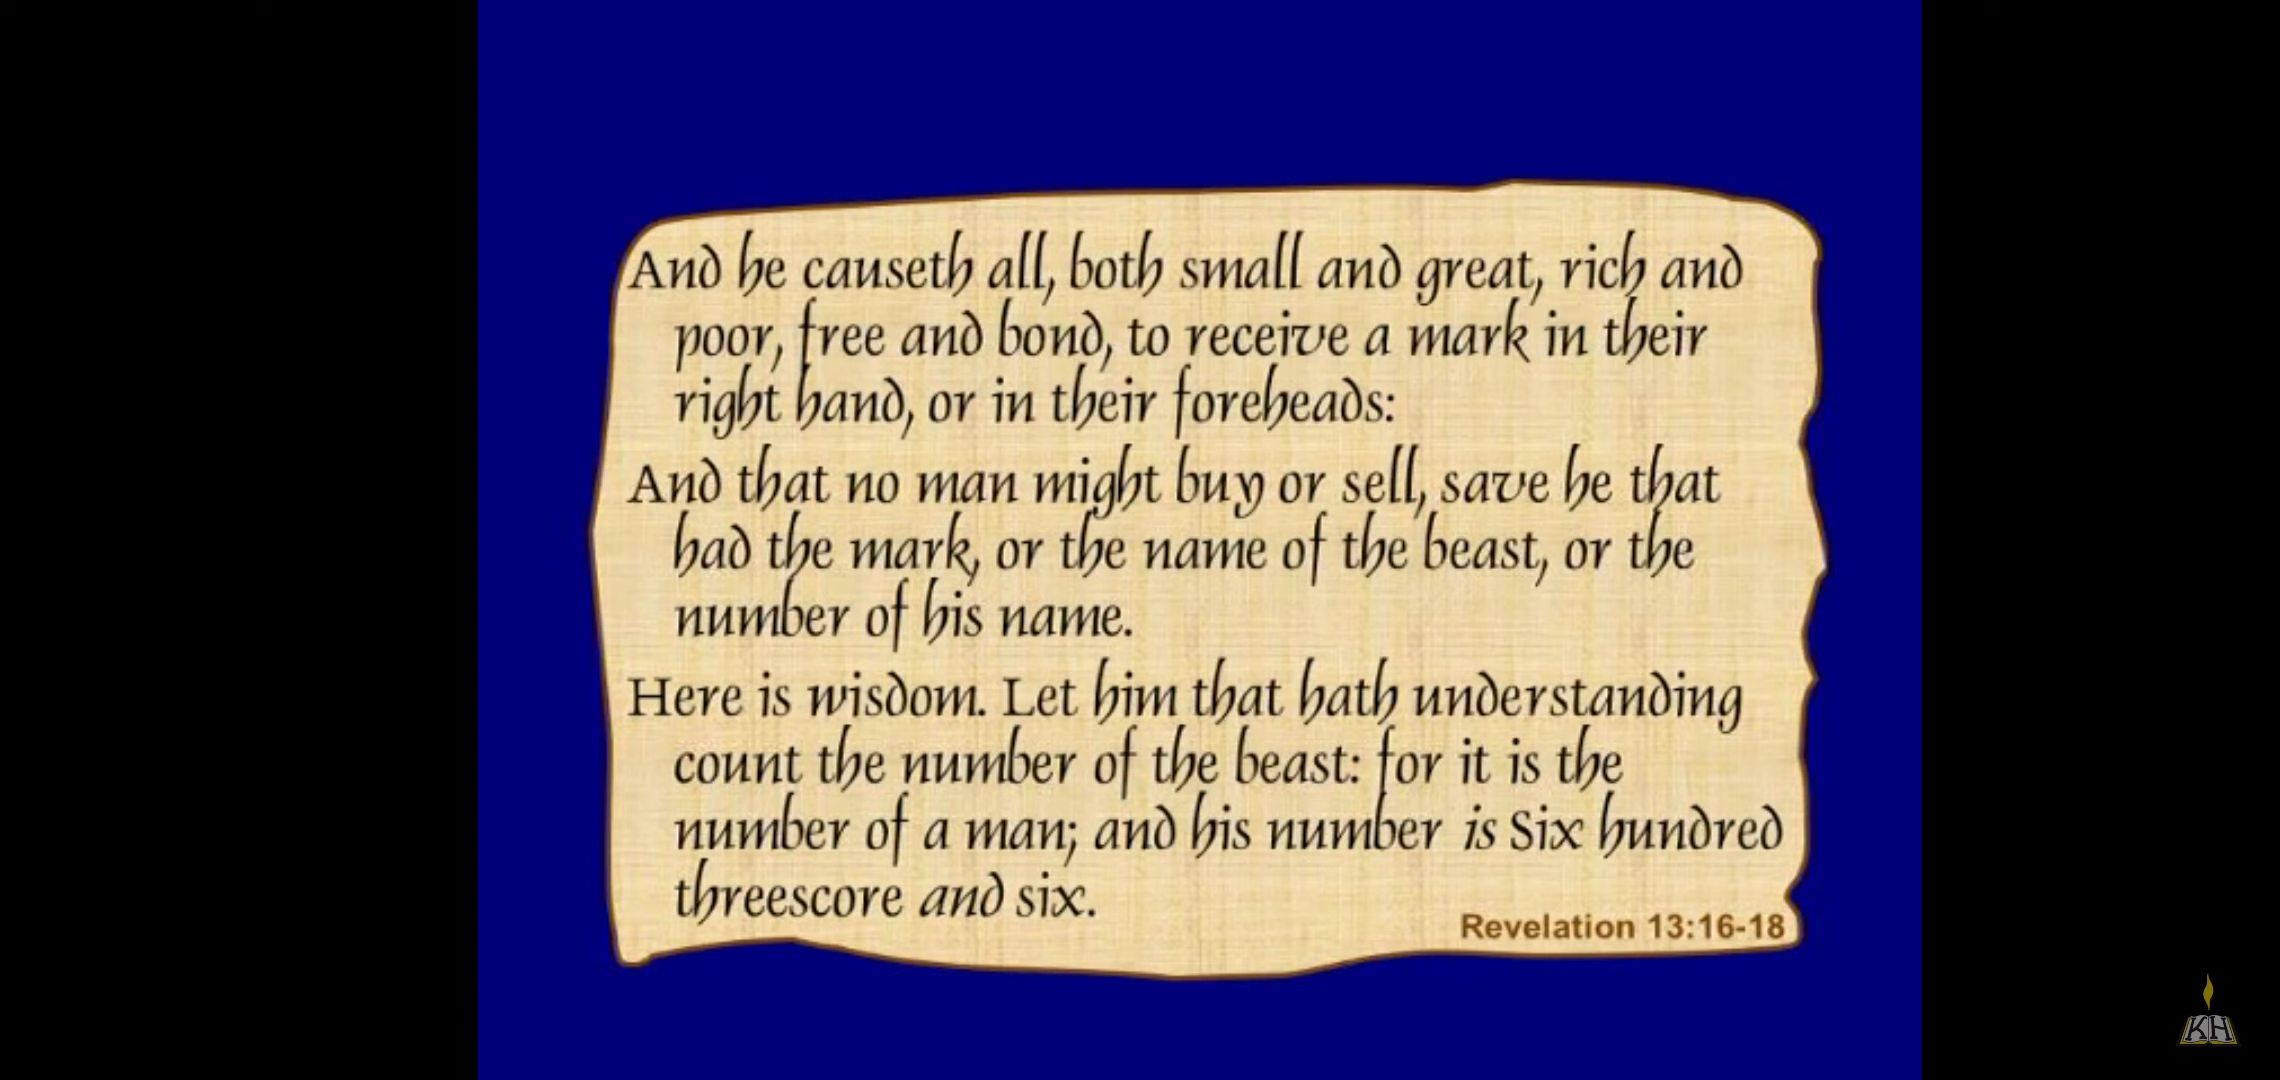 And he causeth all, both small and great, rich and
poor, free and bond, to receive a mark in their
right hand, or in their foreheads:
And that no man might buy or sell, save he that
had the mark, or the name of the beast, or the
number of his name.
Here is wisdom. Let him that hath understanding
count the number of the beast: for it is the
number of a man; and his number is Six hundred
threescore and six.
Revelation 13:16-18
KH